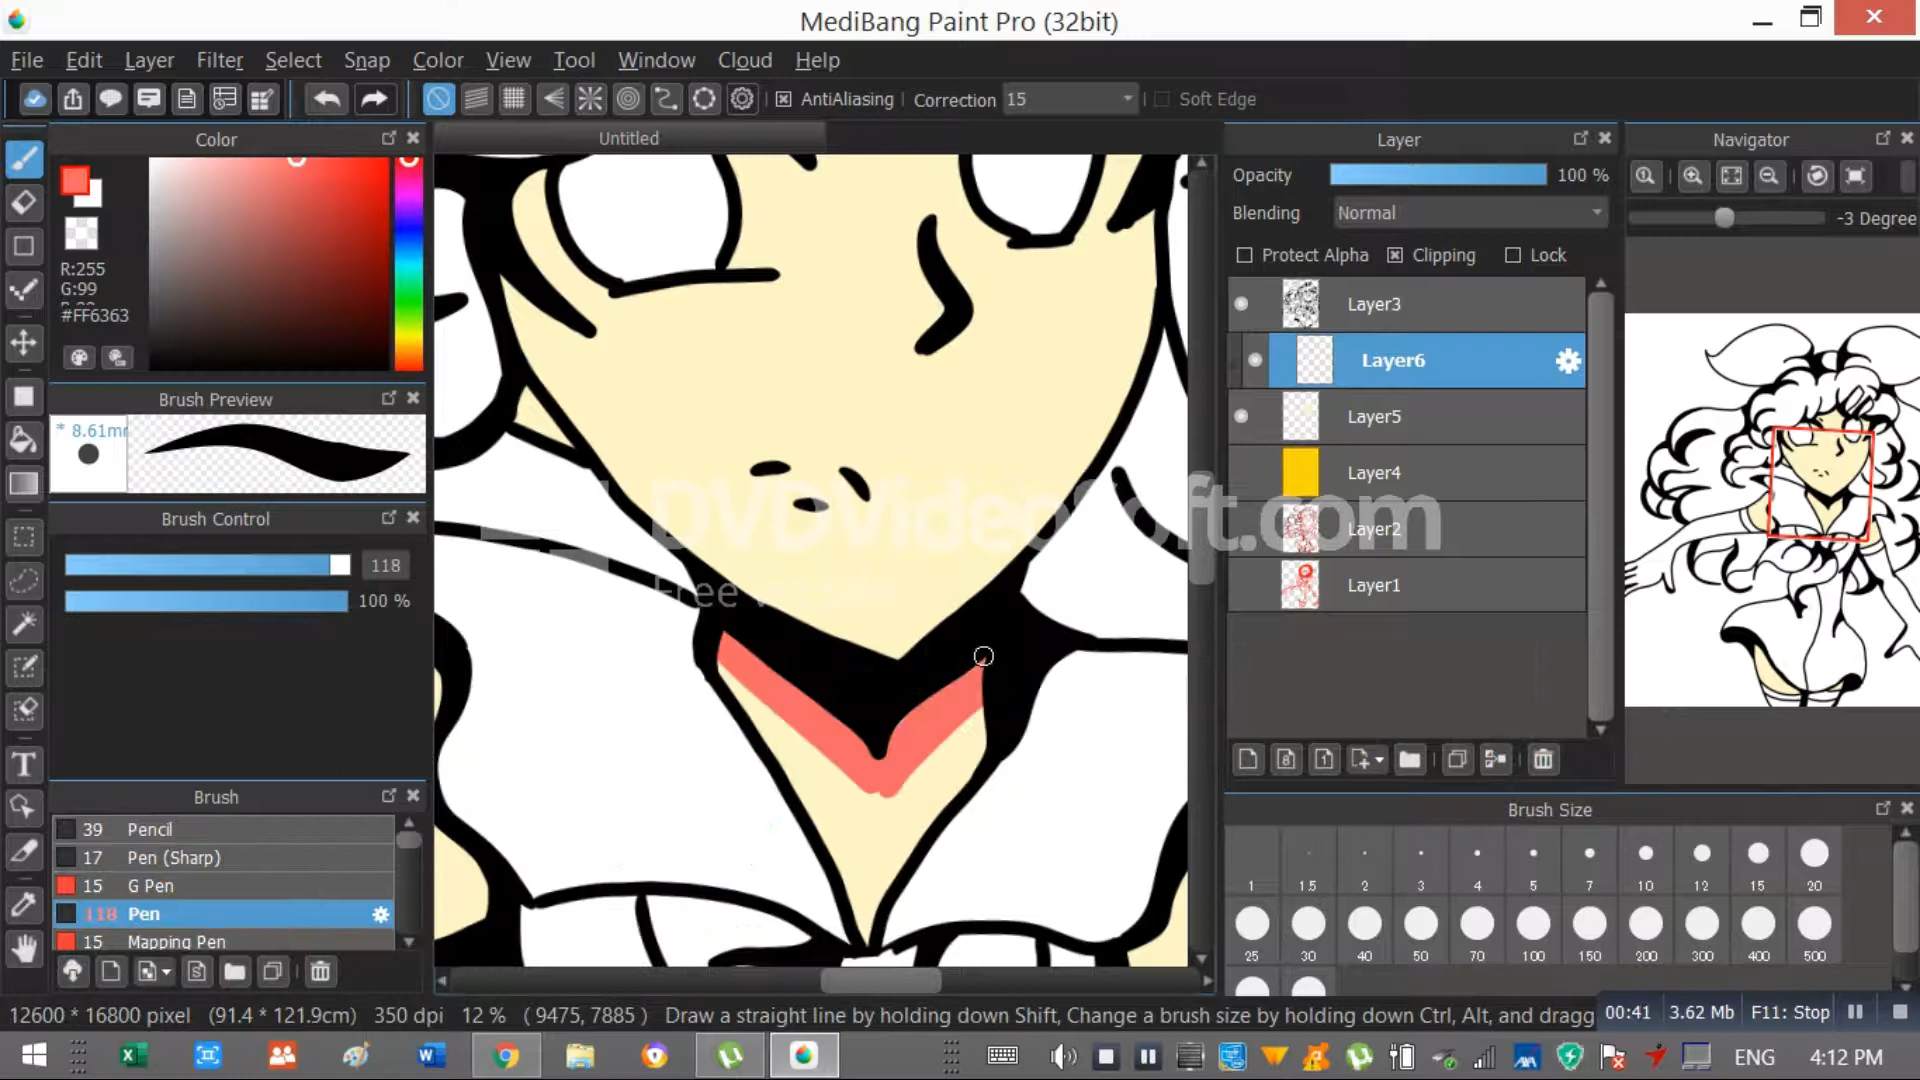 MediBang Paint Pro (32bit)
File Edit Layer Filter Select Snap Color View Tool Window Cloud Help
AntiAliasing Correction 15 Soft Edge
Color
R:255
G:99
#FF6363
Brush Preview
* 8.61mm
Brush Control
118
100 %
Brush
39 Pencil
17 Pen (Sharp)
15 G Pen
118 Pen
15 Mapping Pen
Untitled
DVDVideoSoft.com
Free
Layer
Opacity 100 %
Blending Normal
Protect Alpha Clipping Lock
Layer3
Layer6
Layer5
Layer4
Layer2
Layer1
Navigator
-3 Degree
Brush Size
1 1.5 2 3 4 5 7 10 12 15 20
25 30 40 50 70 100 150 200 300 400 500
12600 * 16800 pixel (91.4 * 121.9cm) 350 dpi 12 % ( 9475, 7885 ) Draw a straight line by holding down Shift, Change a brush size by holding down Ctrl, Alt, and dragg
00:41 3.62 Mb F11: Stop
ENG 4:12 PM